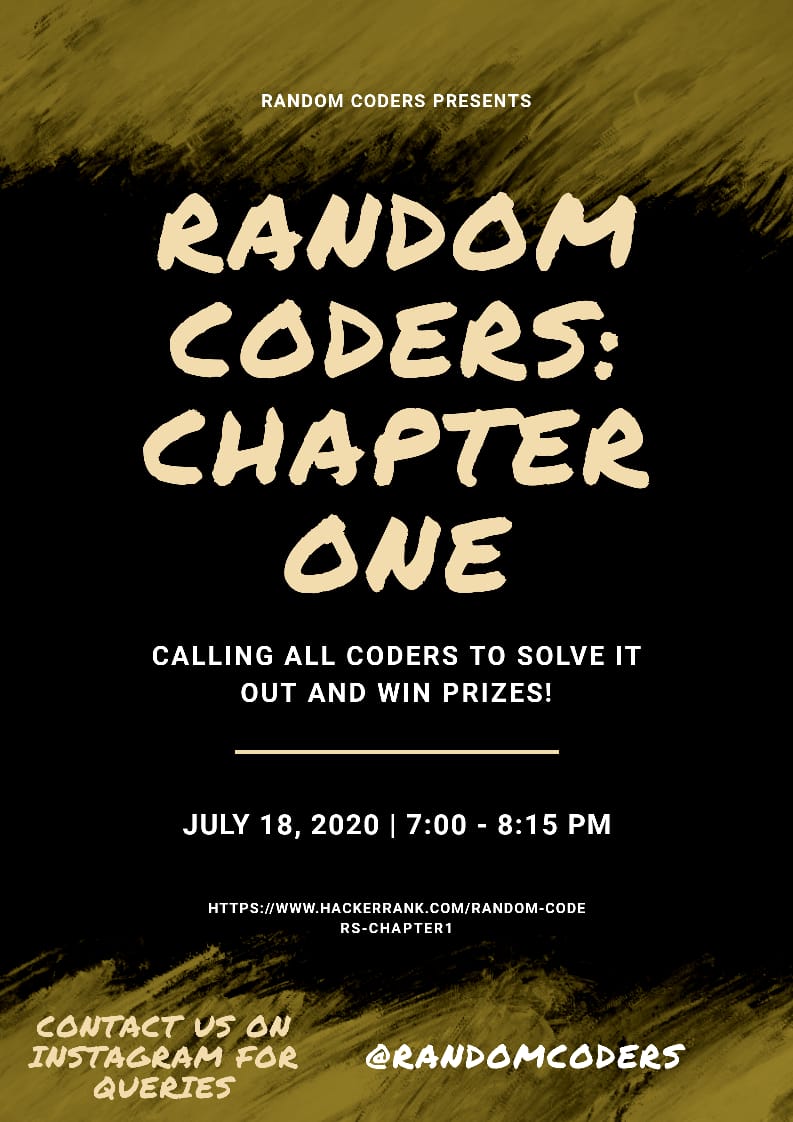 RANDOM CODERS PRESENTS
RANDOM
CODERS:
CHAPTER
ONE
CALLING ALL CODERS TO SOLVE IT
OUT AND WIN PRIZES!
JULY 18, 2020 | 7:00 - 8:15 PM
HTTPS://WWW.HACKERRANK.COM/RANDOM-CODE
RS-CHAPTER1
CONTACT US ON
INSTAGRAM FOR
QUERIES
@RANDOMCODERS